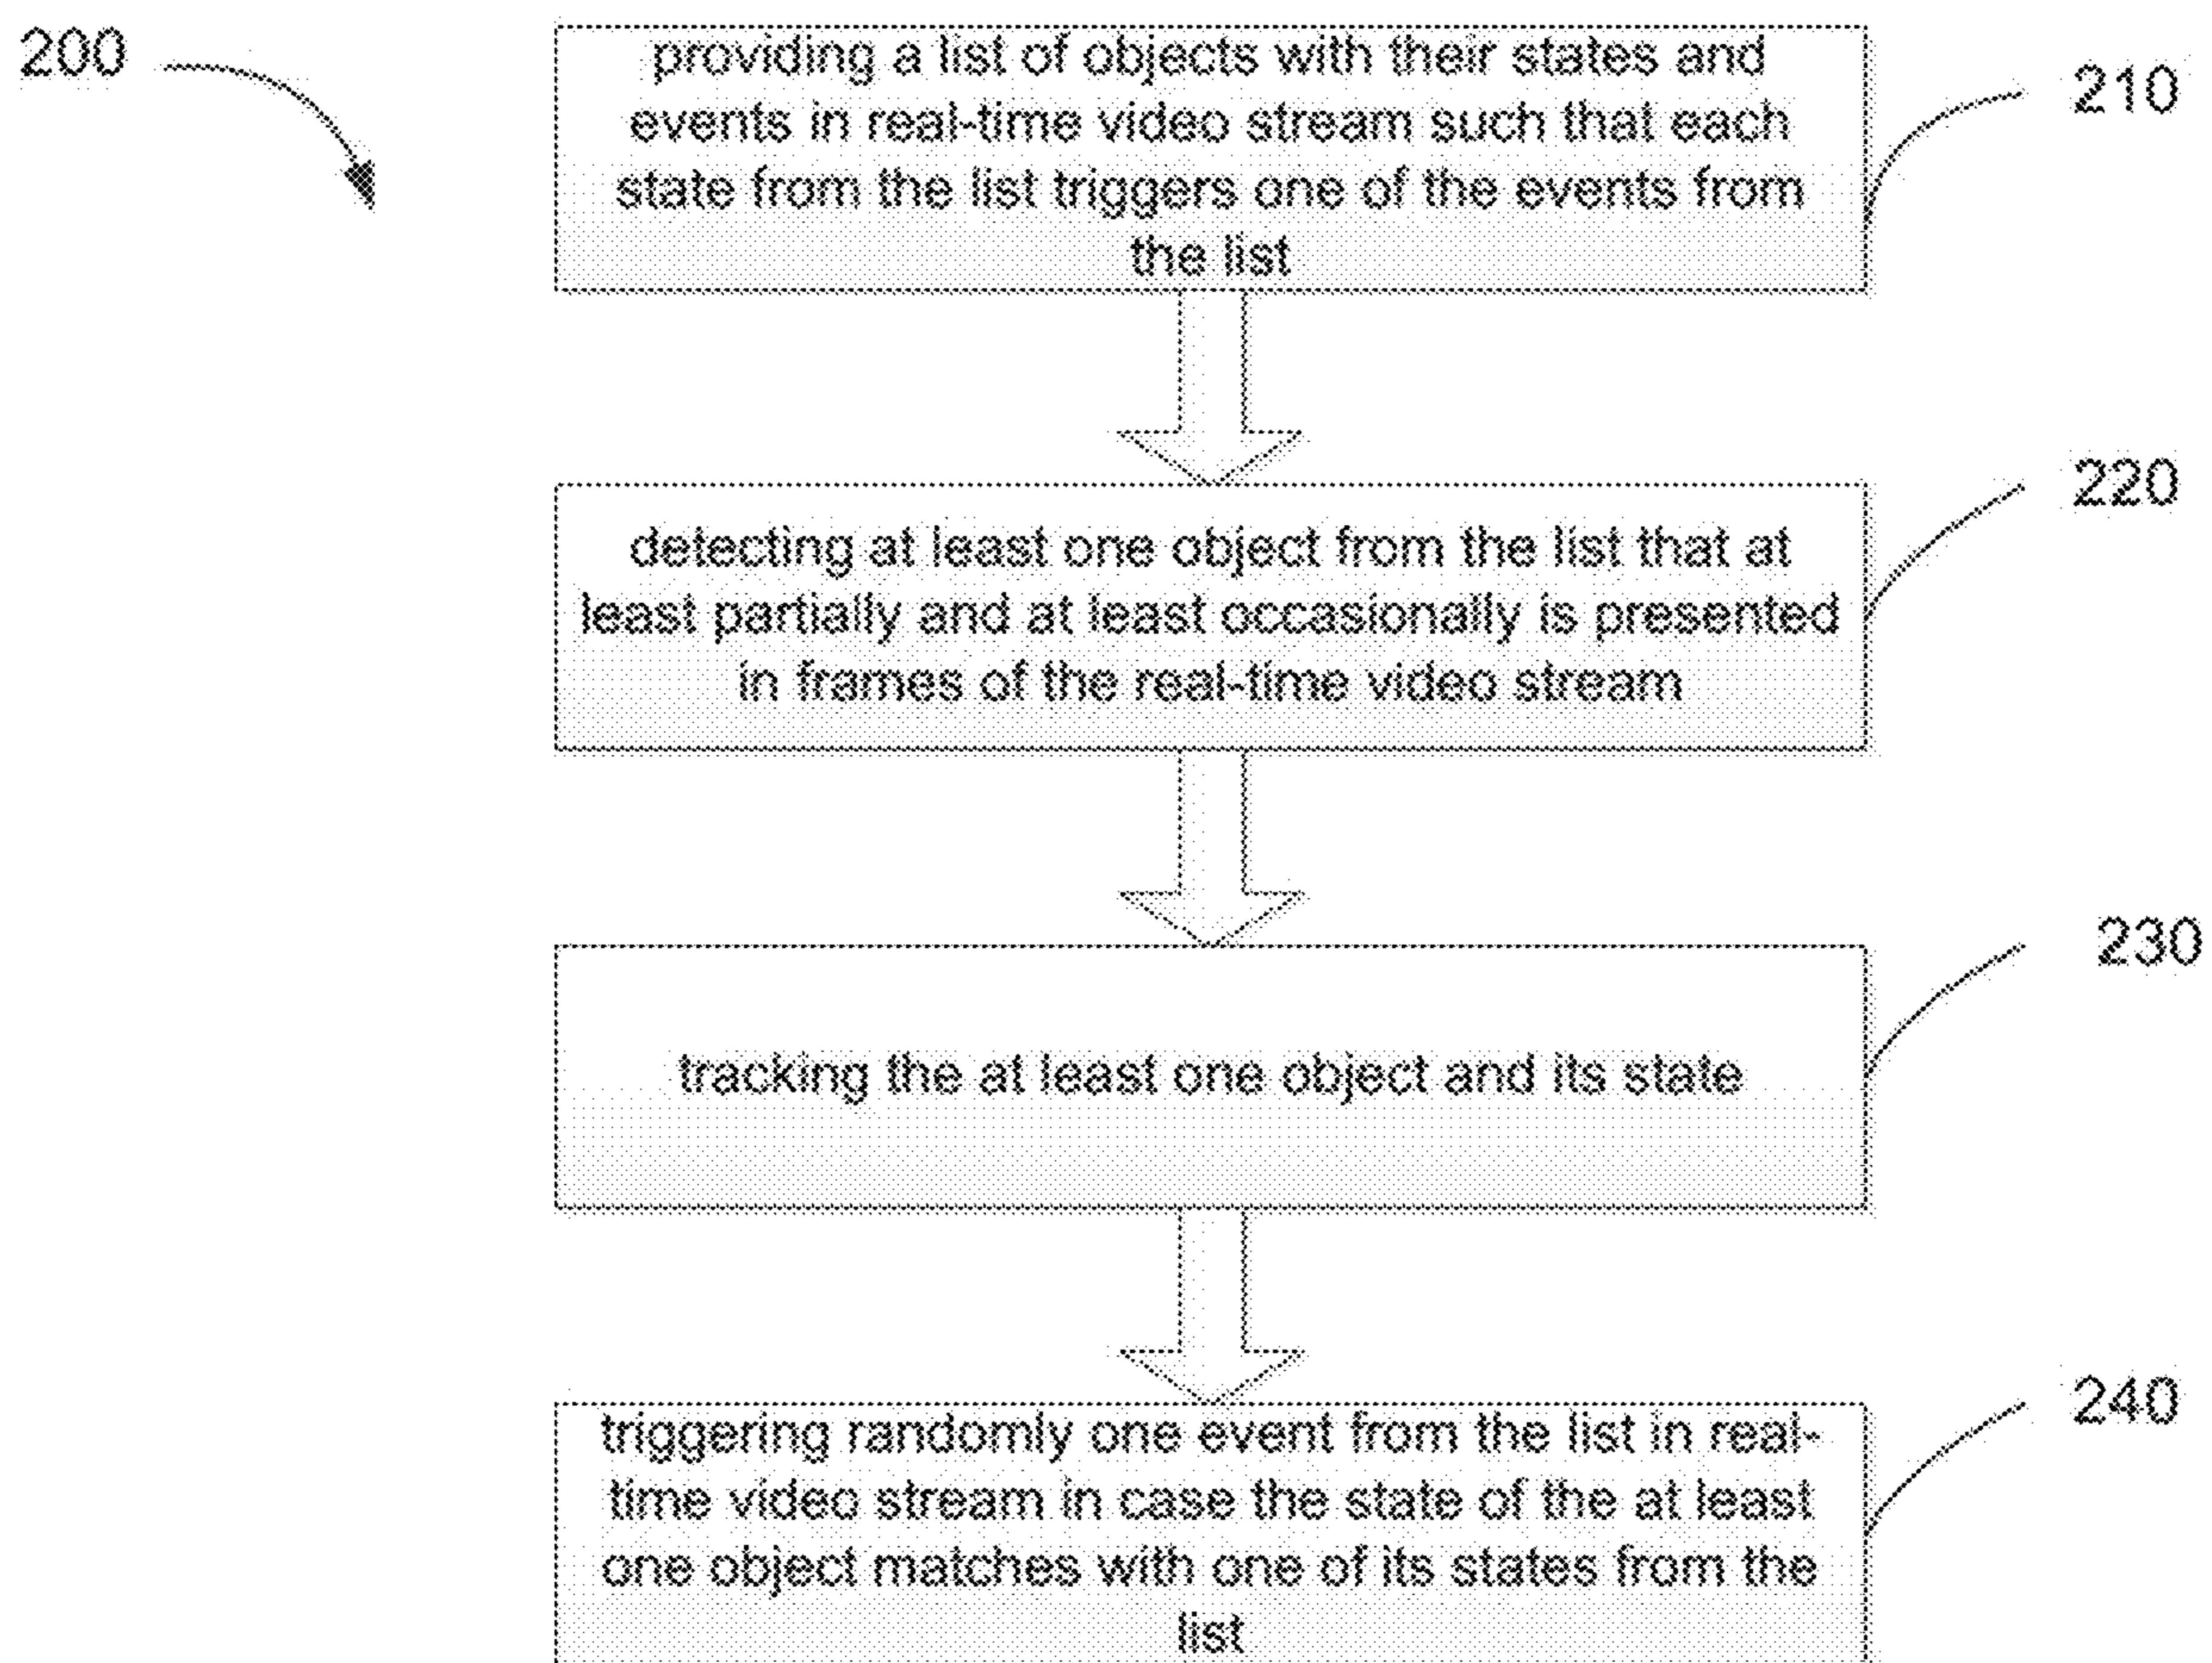 200
providing a list of objects with their states and
events in real-time video stream such that each
state from the list triggers one of the events from
the list
210
detecting at least one object from the list that at
least partially and at least occasionally is presented
in frames of the real-time video stream
220
tracking the at least one object and its state
230
triggering randomly one event from the list in real-
time video stream in case the state of the at least
one object matches with one of its states from the
list
240